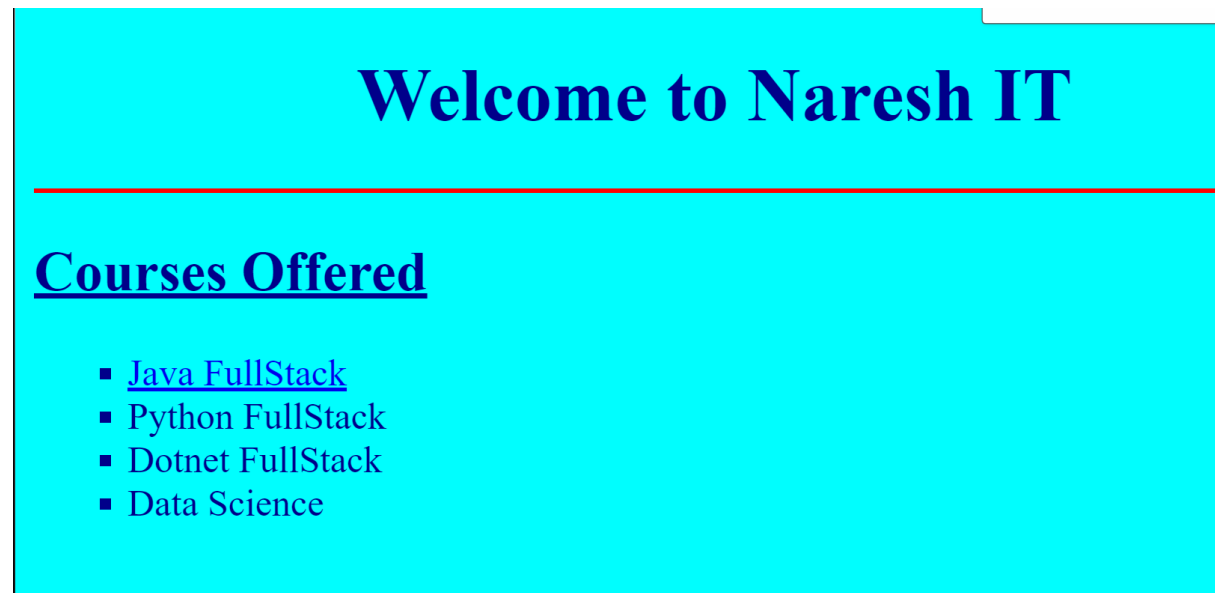 Welcome to Naresh IT
Courses Offered
Java FullStack
Python FullStack
Dotnet FullStack
Data Science